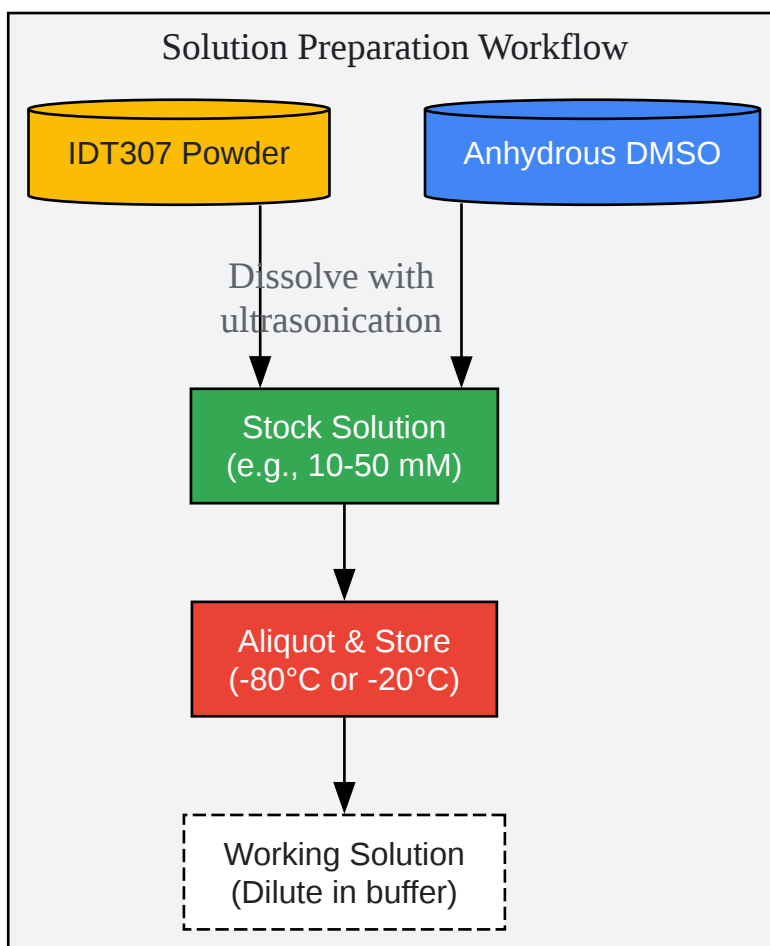 Solution Preparation Workflow
IDT307 Powder
Anhydrous DMSO
Dissolve with
ultrasonication
Stock Solution
(e.g., 10-50 mM)
Aliquot & Store
(-80°C or -20°C)
Working Solution
(Dilute in buffer)